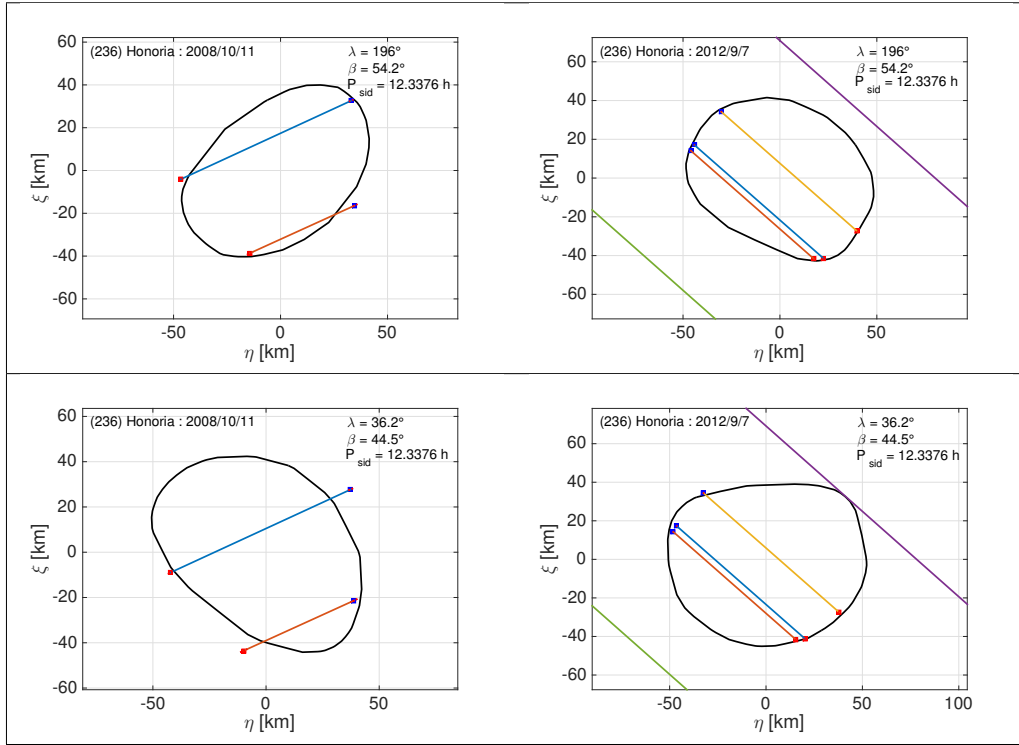 (236) Honoria : 2008/10/11
λ = 196°
β = 54.2°
P sid = 12.3376 h
60
40
20
0
-20
-40
-60
ξ [km]
-50 0 50
η [km]
(236) Honoria : 2012/9/7
λ = 196°
β = 54.2°
P sid = 12.3376 h
60
40
20
0
-20
-40
-60
ξ [km]
-50 0 50
η [km]
(236) Honoria : 2008/10/11
λ = 36.2°
β = 44.5°
P sid = 12.3376 h
60
40
20
0
-20
-40
-60
ξ [km]
-50 0 50
η [km]
(236) Honoria : 2012/9/7
λ = 36.2°
β = 44.5°
P sid = 12.3376 h
60
40
20
0
-20
-40
-60
ξ [km]
-50 0 50 100
η [km]